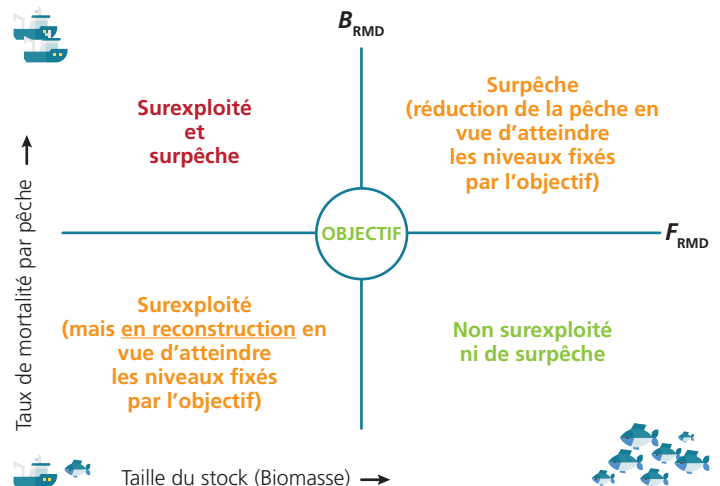 B RMD
Surexploité
et
surpêche
Surpêche
(réduction de la pêche en
vue d'atteindre
les niveaux fixés
par l'objectif)
Taux de mortalité par pêche →
OBJECTIF
F RMD
Surexploité
(mais en reconstruction en
vue d'atteindre
les niveaux fixés
par l'objectif)
Non surexploité
ni de surpêche
Taille du stock (Biomasse) →